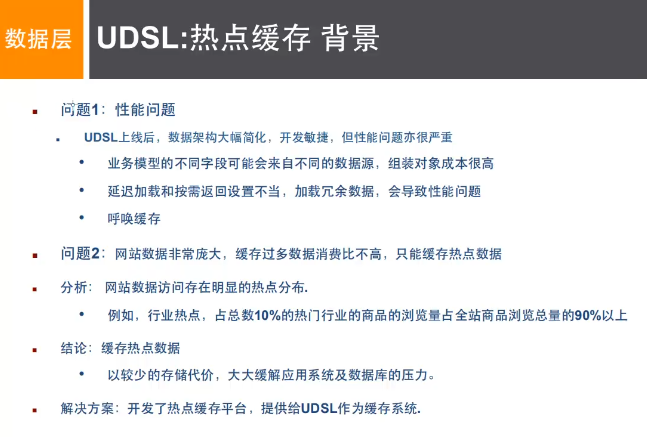 数据层
UDSL:热点缓存 背景
问题1：性能问题
UDSL上线后，数据架构大幅简化，开发敏捷，但性能问题亦很严重
业务模型的不同字段可能会来自不同的数据源，组装对象成本很高
延迟加载和按需返回设置不当，加载冗余数据，会导致性能问题
呼唤缓存
问题2：网站数据非常庞大，缓存过多数据消费比不高，只能缓存热点数据
分析： 网站数据访问存在明显的热点分布.
例如，行业热点，占总数10%的热门行业的商品的浏览量占全站商品浏览总量的90%以上
结论：缓存热点数据
以较少的存储代价，大大缓解应用系统及数据库的压力。
解决方案：开发了热点缓存平台，提供给UDSL作为缓存系统.